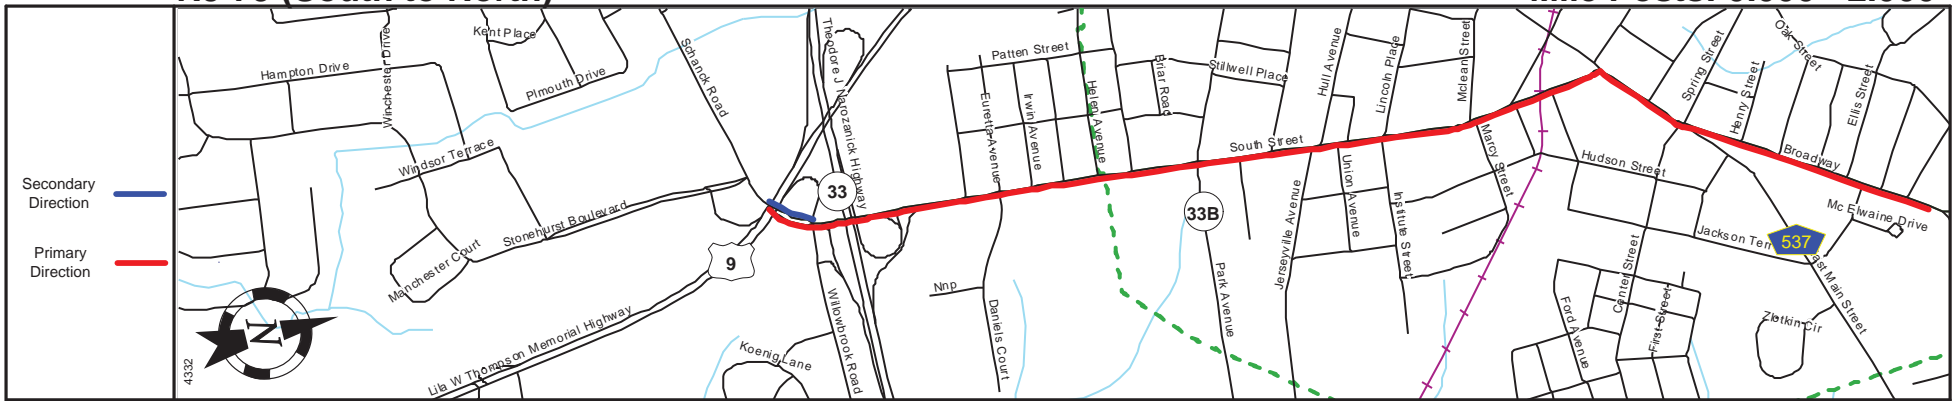 Secondary
Direction
Primary
Direction
4332
N
Kent Place
Winchester Drive
Hampton Drive
Plmouth Drive
Schanck Road
Theodore J Narozanick Highway
Windsor Terrace
Stonehurst Boulevard
Manchester Court
33
9
Lila W Thompson Memorial Highway
Koenig Lane
Willowbrook Road
Nnp
Daniels Court
Patten Street
Euretta Avenue
Irwin Avenue
Helen Avenue
Briar Road
Stillwell Place
South Street
33B
Park Avenue
Hull Avenue
Lincoln Place
Mclean Street
Jerseyville Avenue
Union Avenue
Institute Street
Marcy Street
Hudson Street
Spring Street
Henry Street
Oak Street
Ellis Street
Broadway
Mc Elwaine Drive
Jackson Terr
537
East Main Street
Center Street
First Street
Ford Avenue
Zlotkin Cir